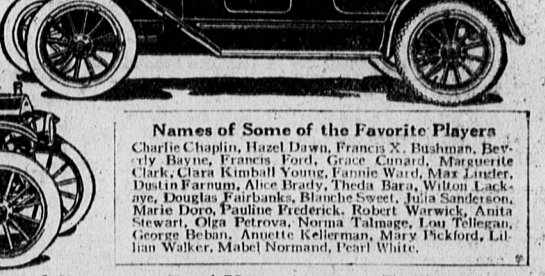 Names of Some of the Favorite Players
Charlie Chaplin, Hazel Dawn, Francis X. Bushman, Bev-
erly Bayne, Francis Ford, Grace Cunard, Marguerite
Clark, Clara Kimball Young, Fannie Ward, Max Linder,
Dustin Farnum, Alice Brady, Theda Bara, Wilton Lack-
aye, Douglas Fairbanks, Blanche Sweet, Julia Sanderson,
Marie Doro, Pauline Frederick, Robert Warwick, Anita
Stewart, Olga Petrova, Norma Talmage, Lou Tellegan,
George Beban, Annette Kellerman, Mary Pickford, Lil-
lian Walker, Mabel Normand, Pearl White.